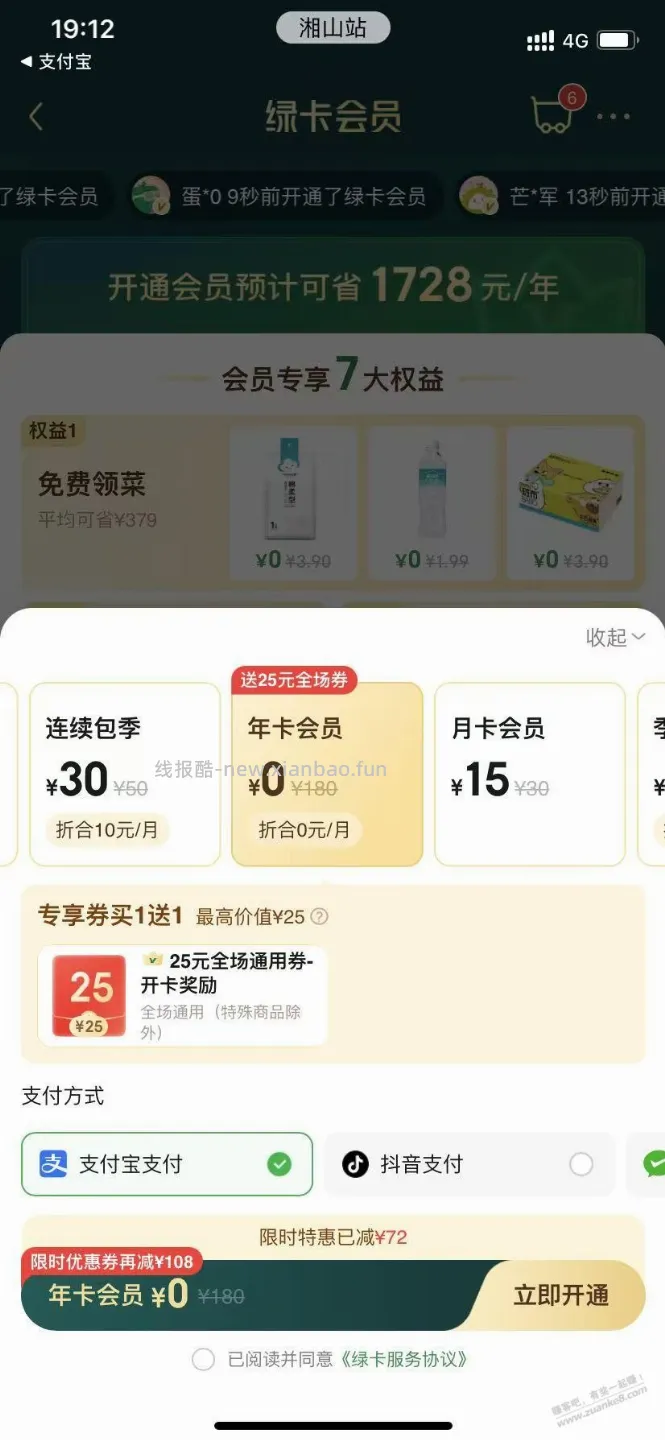 19:12
湘山站
4G
◀ 支付宝
绿卡会员
6
了绿卡会员
蛋*0 9秒前开通了绿卡会员
芒*军 13秒前开通
开通会员预计可省 1728 元/年
会员专享7大权益
权益1
免费领菜
平均可省¥379
¥0 ¥3.90
¥0 ¥1.99
¥0 ¥3.90
收起
送25元全场券
连续包季
年卡会员
月卡会员
线报酷-new.xianbao.fun
¥30 ¥50
¥0 ¥180
¥15 ¥30
折合10元/月
折合0元/月
专享券买1送1 最高价值¥25
25
¥25
25元全场通用券-
开卡奖励
全场通用（特殊商品除
外）
支付方式
支付宝支付
抖音支付
限时特惠已减¥72
限时优惠券再减¥108
年卡会员 ¥0 ¥180
立即开通
已阅读并同意《绿卡服务协议》
赚客吧，有奖一起赚！
www.zuanke8.com